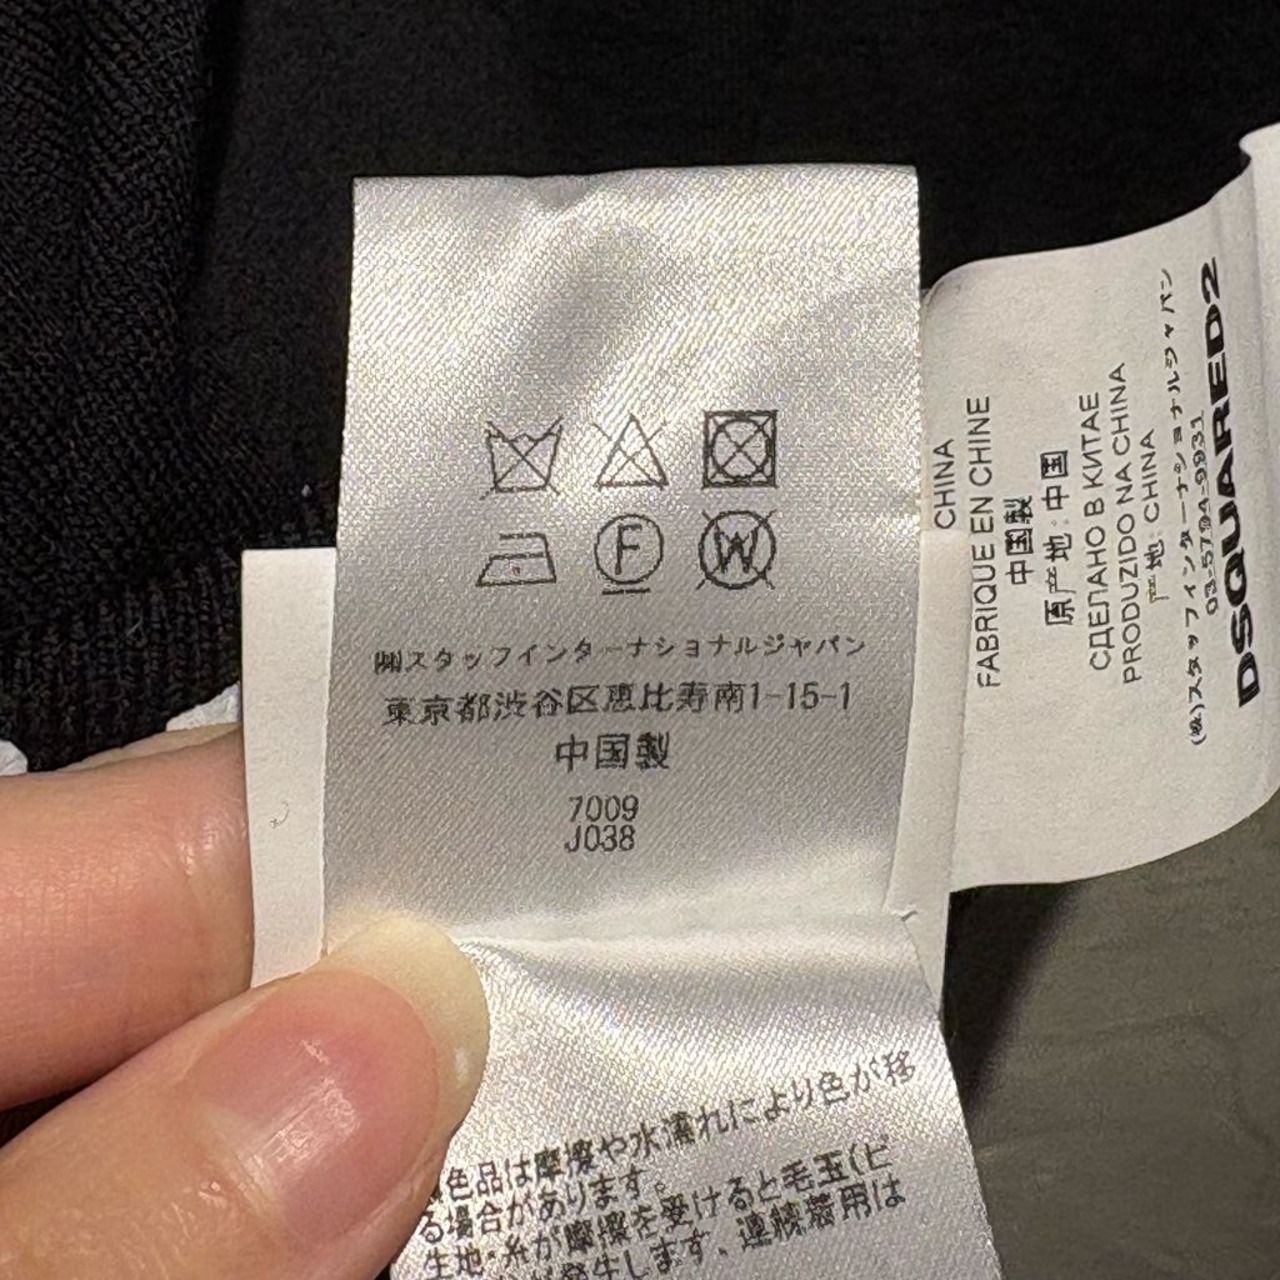 F W
㈱スタッフインターナショナルジャパン
東京都渋谷区恵比寿南1-15-1
中国製
7009
J038
色品は摩擦や水濡れにより色が移
る場合があります。
生地・糸が摩擦を受けると毛玉(ピ
が発生します。連続着用は
CHINA
FABRIQUE EN CHINE
中国製
原产地:中国
СДЕЛАНО В КИТАЕ
PRODUZIDO NA CHINA
产地 CHINA
(株)スタッフインターナショナルジャパン
03-5794-9931
DSQUARED2